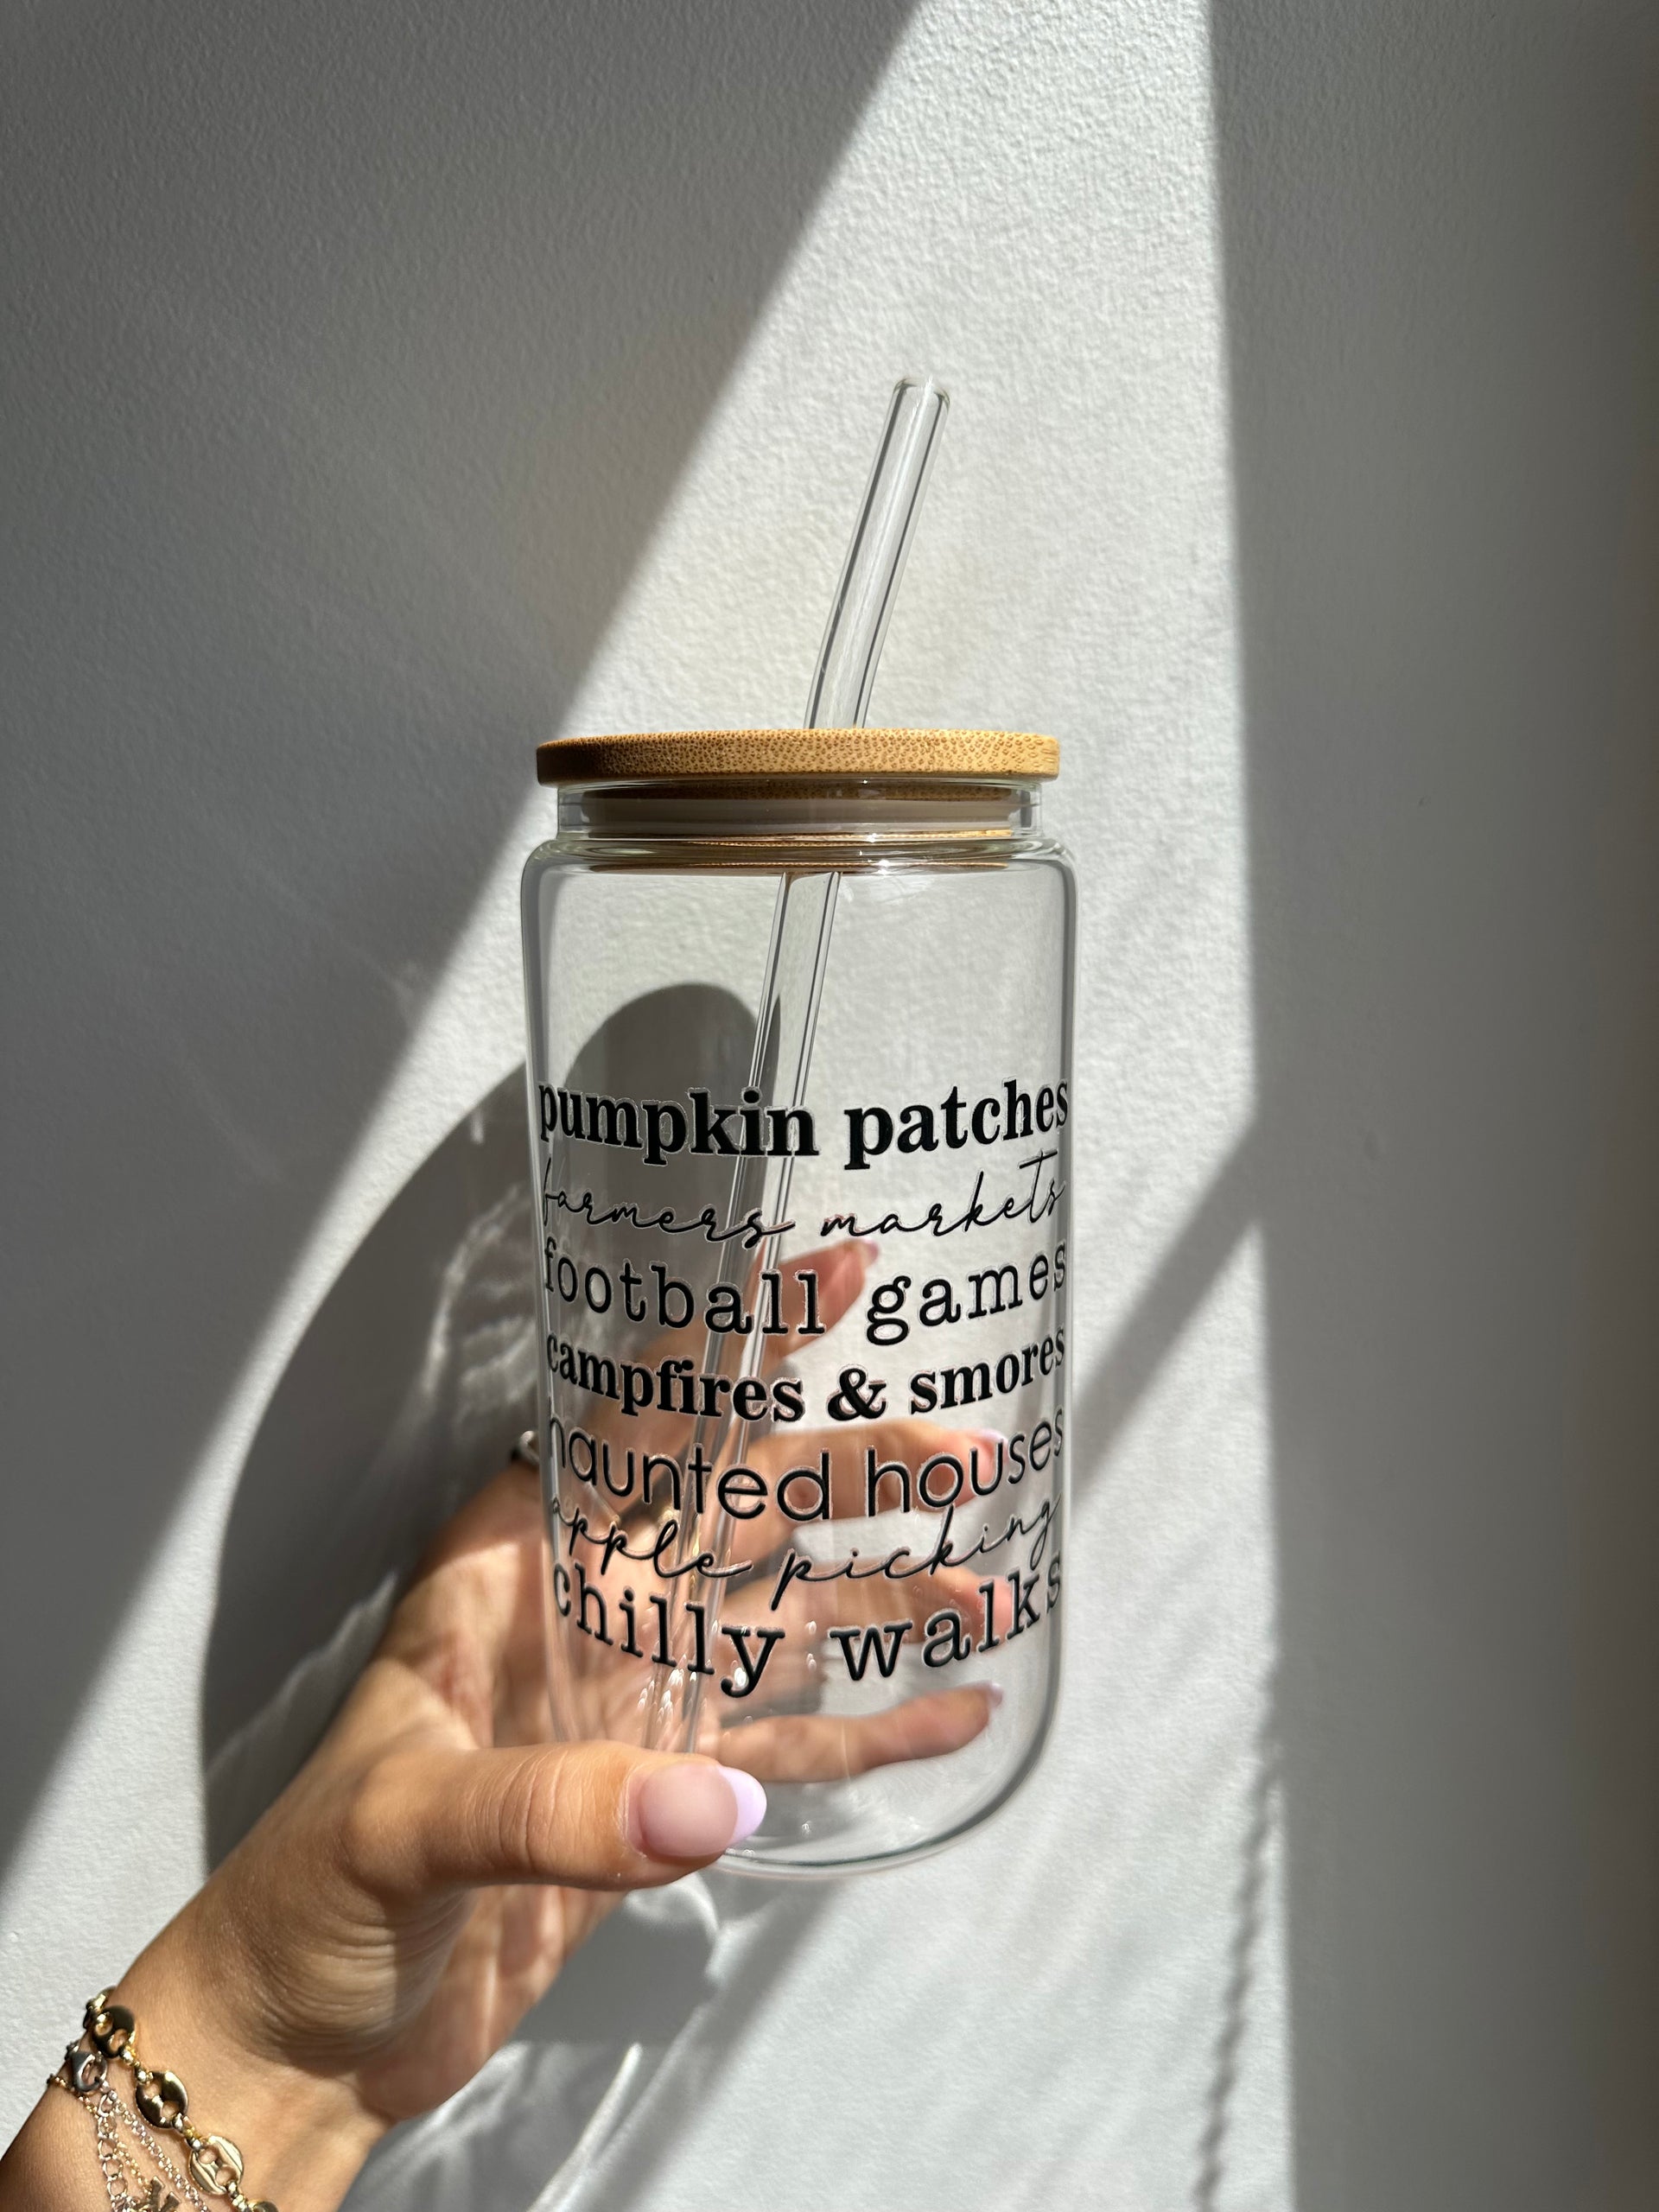 pumpkin patches
farmers markets
football games
campfires & smores
haunted houses
apple picking
chilly walks